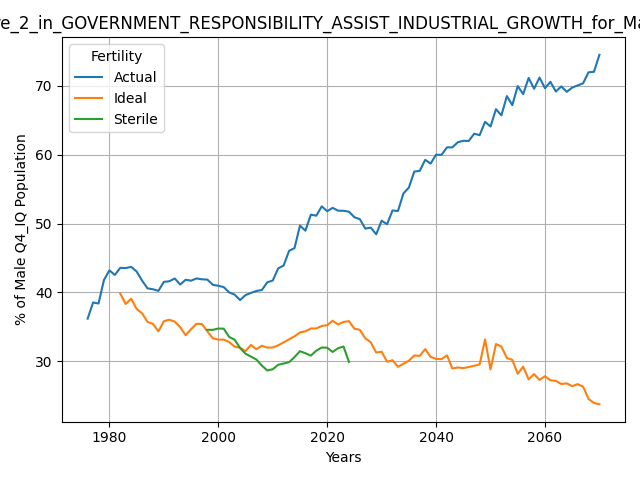 re_2_in_GOVERNMENT_RESPONSIBILITY_ASSIST_INDUSTRIAL_GROWTH_for_Ma
Fertility
Actual
Ideal
Sterile
% of Male Q4_IQ Population
70
60
50
40
30
1980 2000 2020 2040 2060
Years